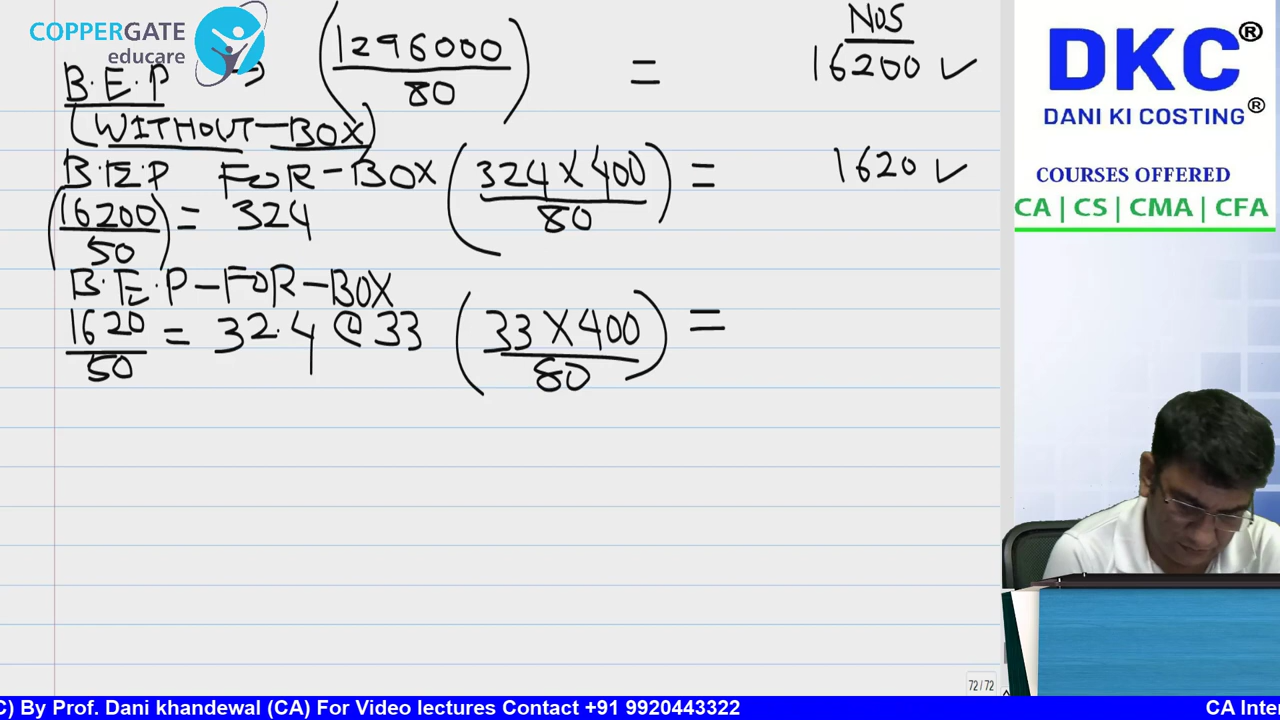 COPPERGATE
educare
NOS
B.E.P ⇒ (1296000/80) = 16200 ✓
(WITHOUT-BOX)
B.E.P FOR-BOX (324 X 400/80) = 1620 ✓
(16200/50) = 324
B.E.P-FOR-BOX
1620/50 = 32.4 @ 33 (33 X 400/80) =
DKC®
DANI KI COSTING®
COURSES OFFERED
CA | CS | CMA | CFA
72/72
C) By Prof. Dani khandewal (CA) For Video lectures Contact +91 9920443322
CA Inter